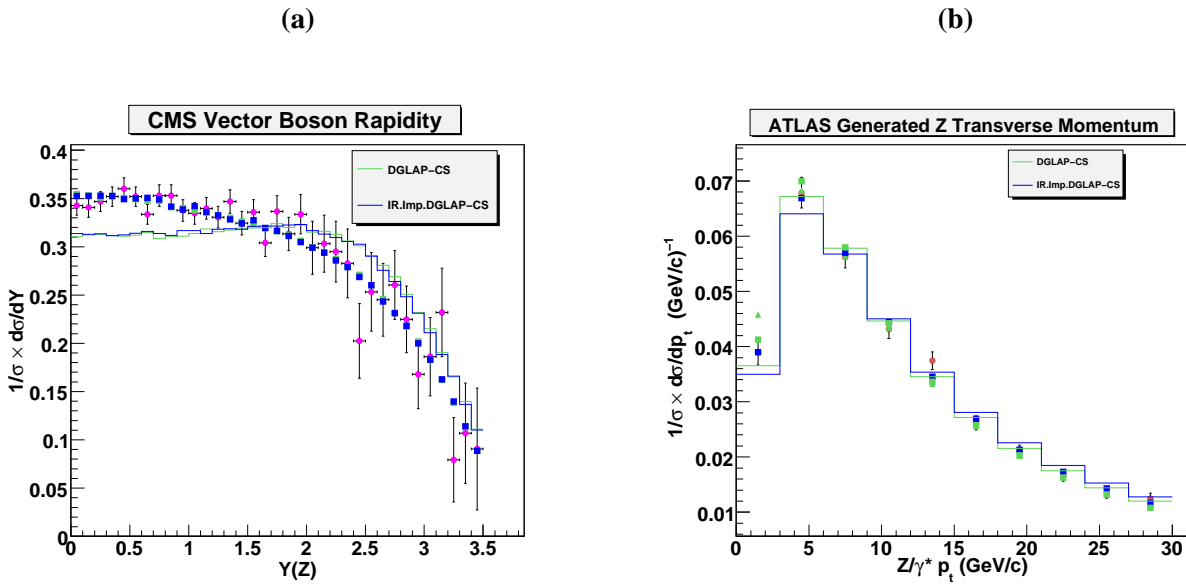 (a)
(b)
CMS Vector Boson Rapidity
DGLAP−CS
IR.Imp.DGLAP−CS
1/σ × dσ/dY
0.4
0.35
0.3
0.25
0.2
0.15
0.1
0.05
0
0 0.5 1 1.5 2 2.5 3 3.5
Y(Z)
ATLAS Generated Z Transverse Momentum
DGLAP−CS
IR.Imp.DGLAP−CS
1/σ × dσ/dpt (GeV/c)⁻¹
0.07
0.06
0.05
0.04
0.03
0.02
0.01
0 5 10 15 20 25 30
Z/γ* pt (GeV/c)